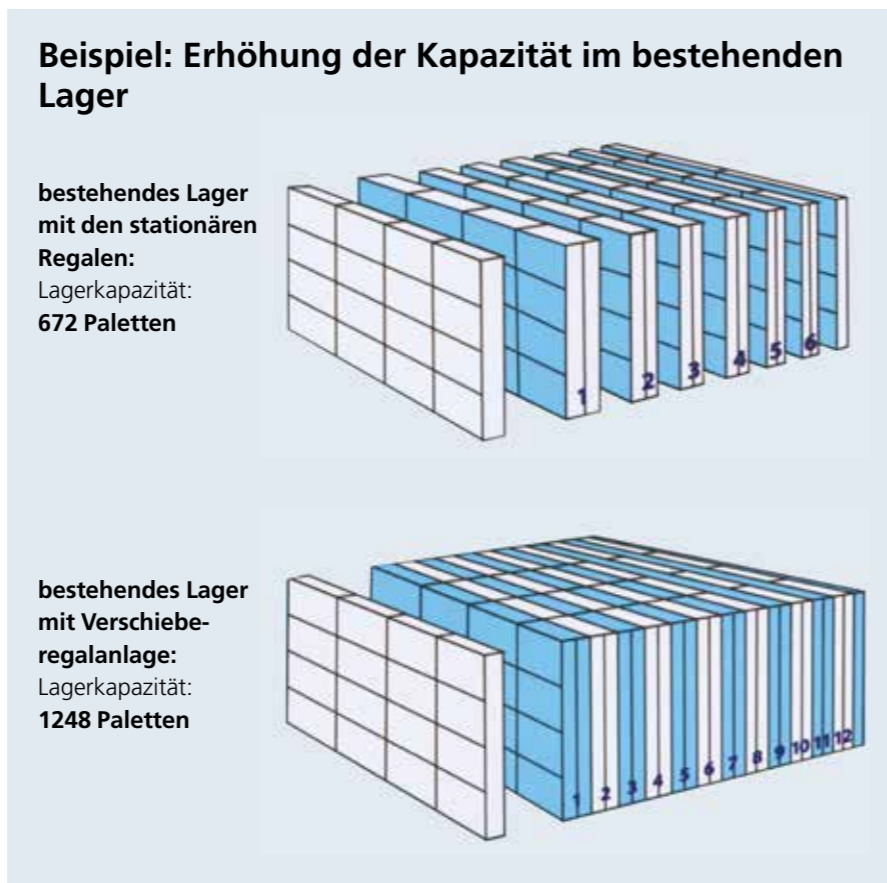 Beispiel: Erhöhung der Kapazität im bestehenden
Lager
bestehendes Lager
mit den stationären
Regalen:
Lagerkapazität:
672 Paletten
1
2
3
4
5
6
bestehendes Lager
mit Verschiebe-
regalanlage:
Lagerkapazität:
1248 Paletten
1
2
3
4
5
6
7
8
9
10
11
12